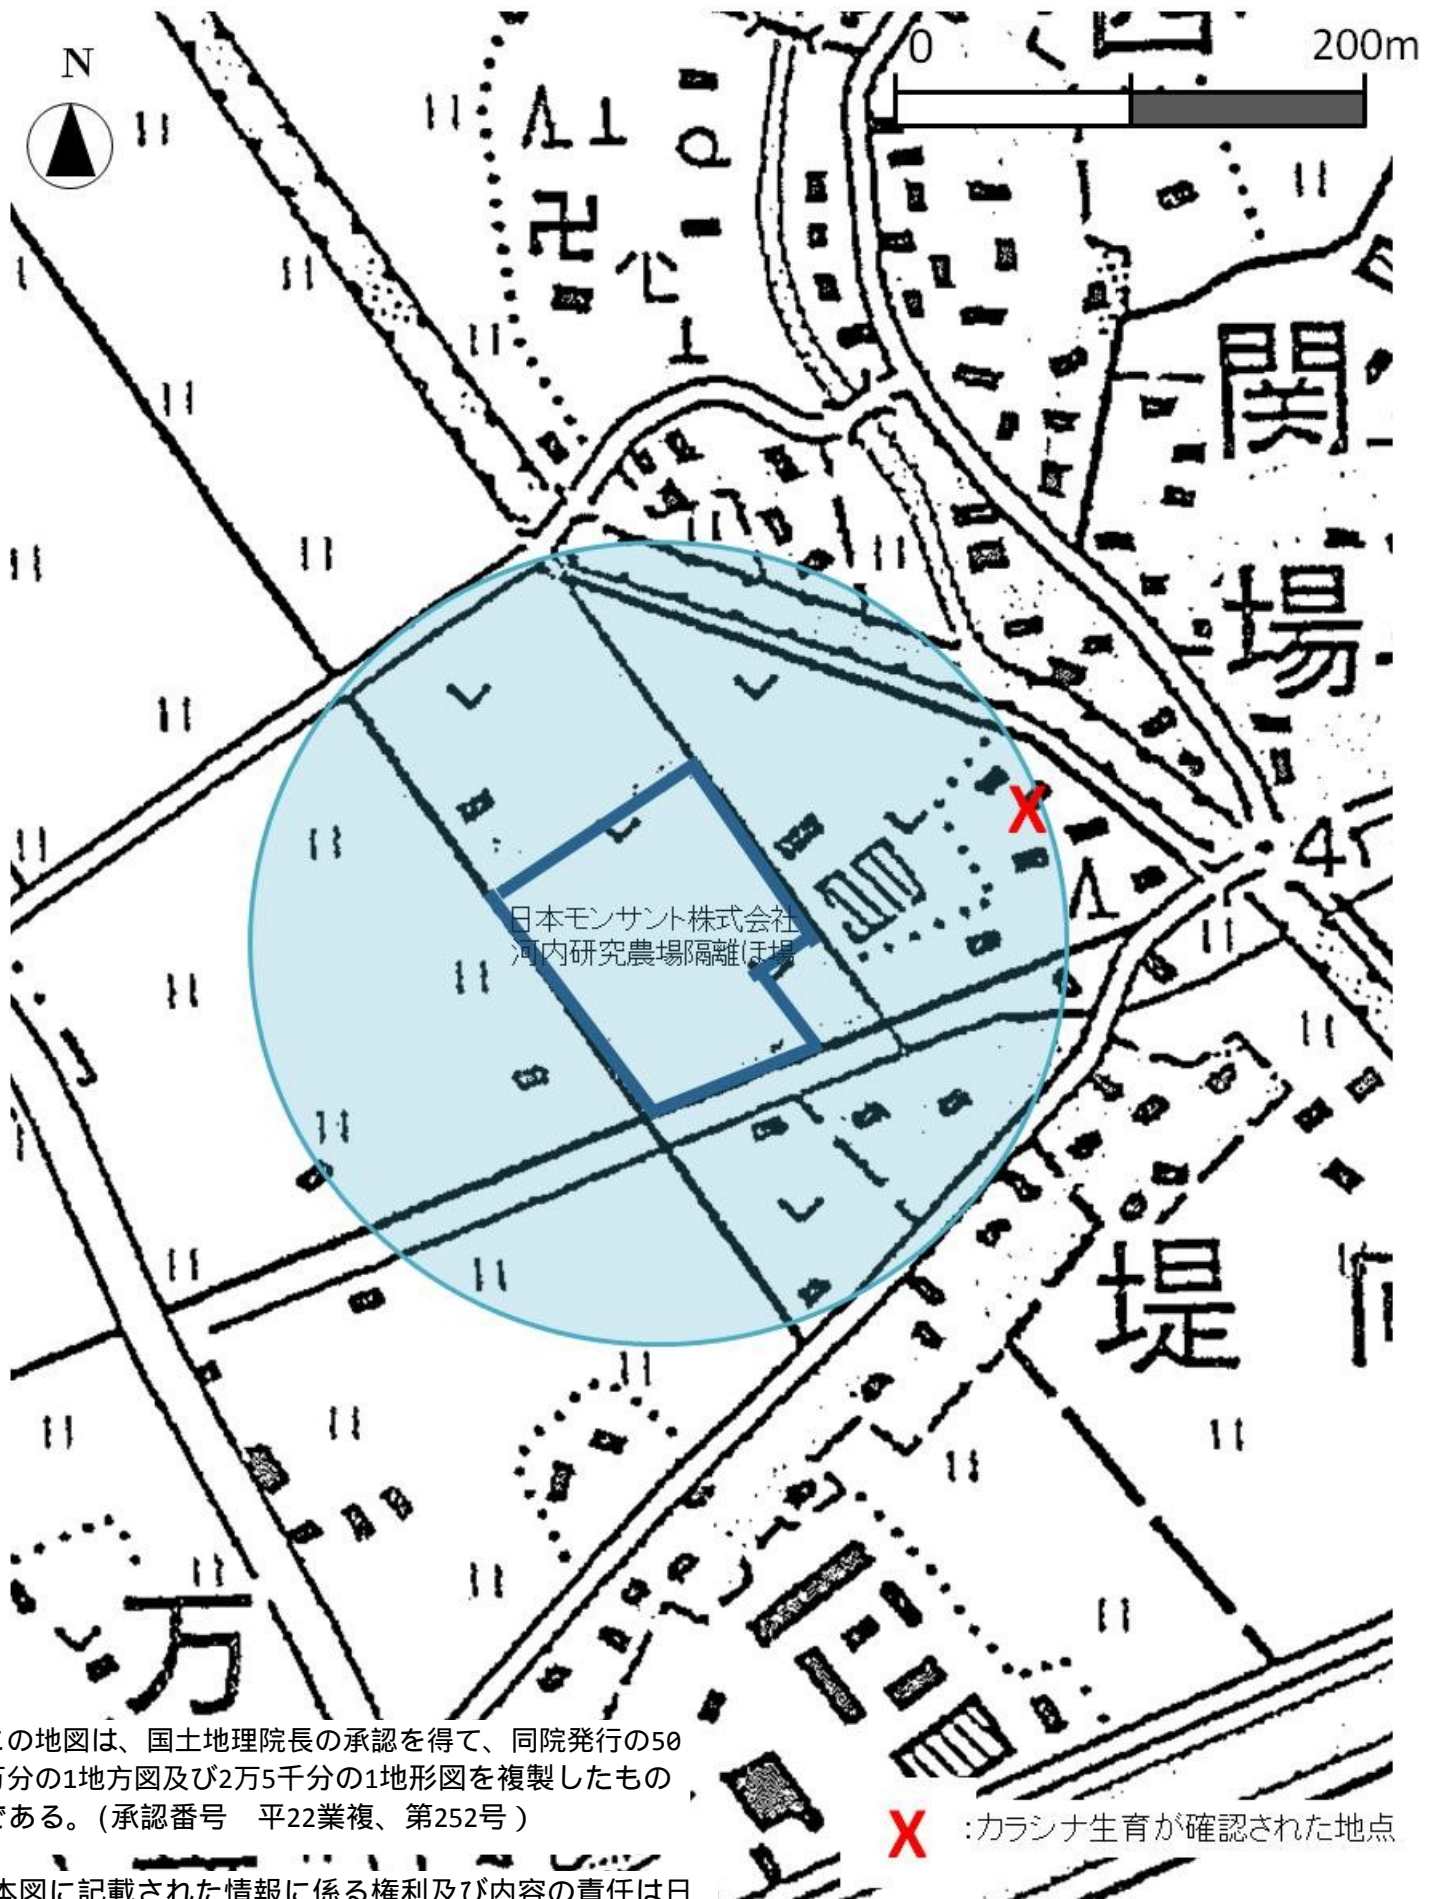 N
0
200m
関
場
日本モンサント株式会社
河内研究農場隔離ほ場
4
堤
万
の地図は、国土地理院長の承認を得て、同院発行の50
万分の1地方図及び2万5千分の1地形図を複製したもの
である。(承認番号　平22業複、第252号)
X :カラシナ生育が確認された地点
本図に記載された情報に係る権利及び内容の責任は日